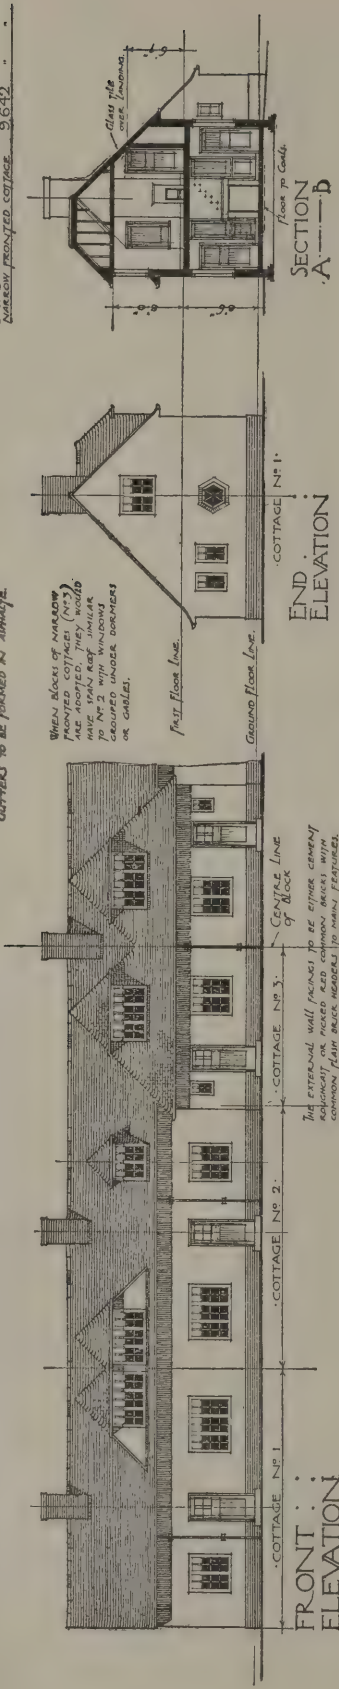 NARROW FRONTED COTTAGE 9,642 " "
GUTTERS TO BE FORMED IN ASPHALTE.
WHEN BLOCKS OF NARROW
FRONTED COTTAGES (Nº 3)
ARE ADOPTED, THEY WOULD
HAVE SPAN ROOF SIMILAR
TO Nº 2 WITH WINDOWS
GROUPED UNDER DORMERS
OR GABLES.
FIRST FLOOR LINE.
GROUND FLOOR LINE.
GLASS TILE
OVER LANDING.
FLOOR TO COALS.
SECTION
A.----B
COTTAGE Nº 1.
END :
ELEVATION
CENTRE LINE
OF BLOCK
COTTAGE Nº 1
COTTAGE Nº 2.
COTTAGE Nº 3.
THE EXTERNAL WALL FACINGS TO BE EITHER CEMENT
ROUGHCAST OR PICKED RED COMMON BRICKS WITH
COMMON FLASH BRICK HEADERS TO MAIN FEATURES.
FRONT :
ELEVATION